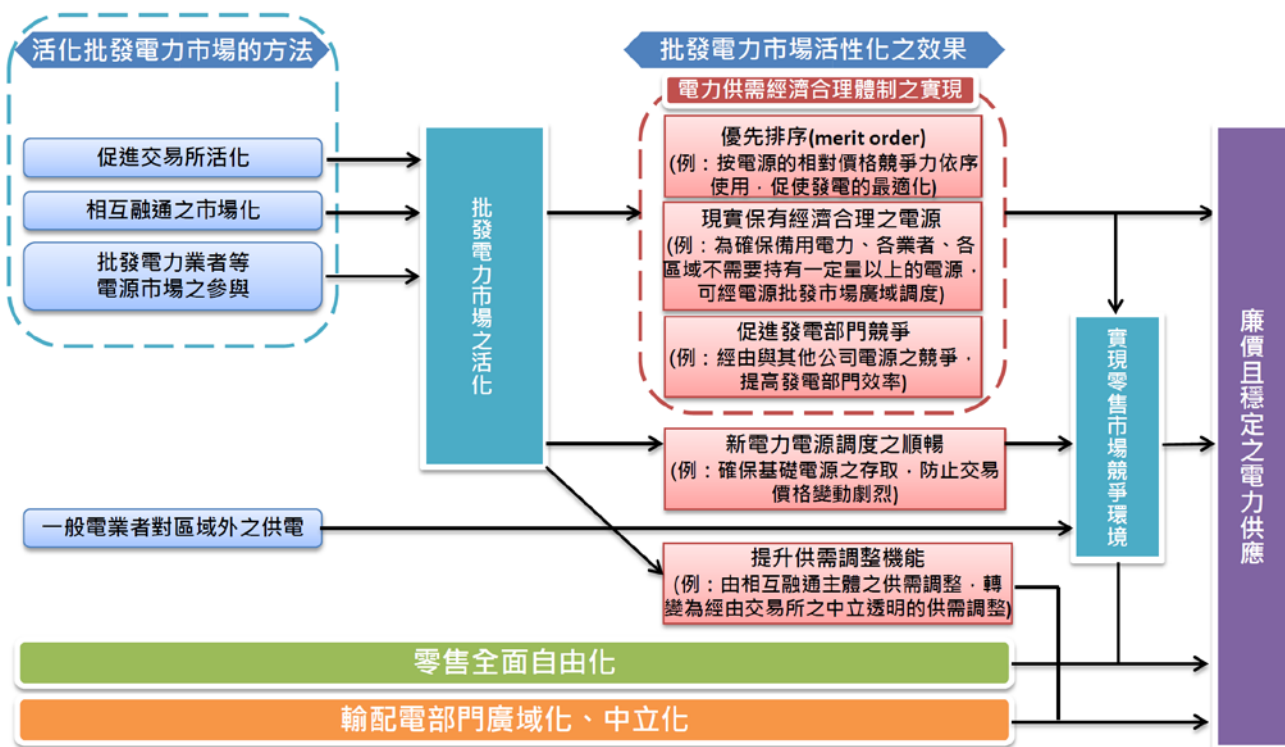 活化批發電力市場的方法
促進交易所活化
相互融通之市場化
批發電力業者等
電源市場之參與
一般電業者對區域外之供電
批發電力市場之活化
批發電力市場活性化之效果
電力供需經濟合理體制之實現
優先排序(merit order)
(例：按電源的相對價格競爭力依序
使用，促使發電的最適化)
現實保有經濟合理之電源
(例：為確保備用電力、各業者、各
區域不需要持有一定量以上的電源，
可經電源批發市場廣域調度)
促進發電部門競爭
(例：經由與其他公司電源之競爭，
提高發電部門效率)
新電力電源調度之順暢
(例：確保基礎電源之存取，防止交易
價格變動劇烈)
提升供需調整機能
(例：由相互融通主體之供需調整，轉
變為經由交易所之中立透明的供需調整)
實現零售市場競爭環境
廉價且穩定之電力供應
零售全面自由化
輸配電部門廣域化、中立化